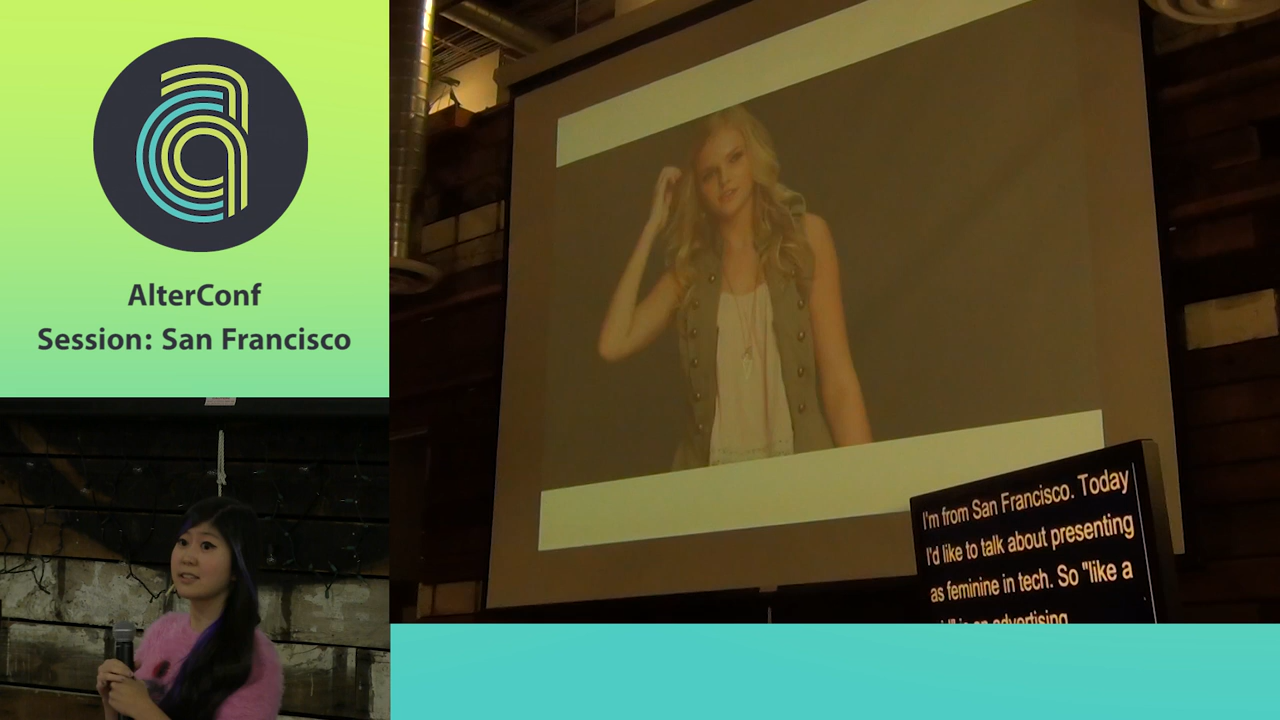 AlterConf
Session: San Francisco
I'm from San Francisco. Today
I'd like to talk about presenting
as feminine in tech. So "like a
advertising